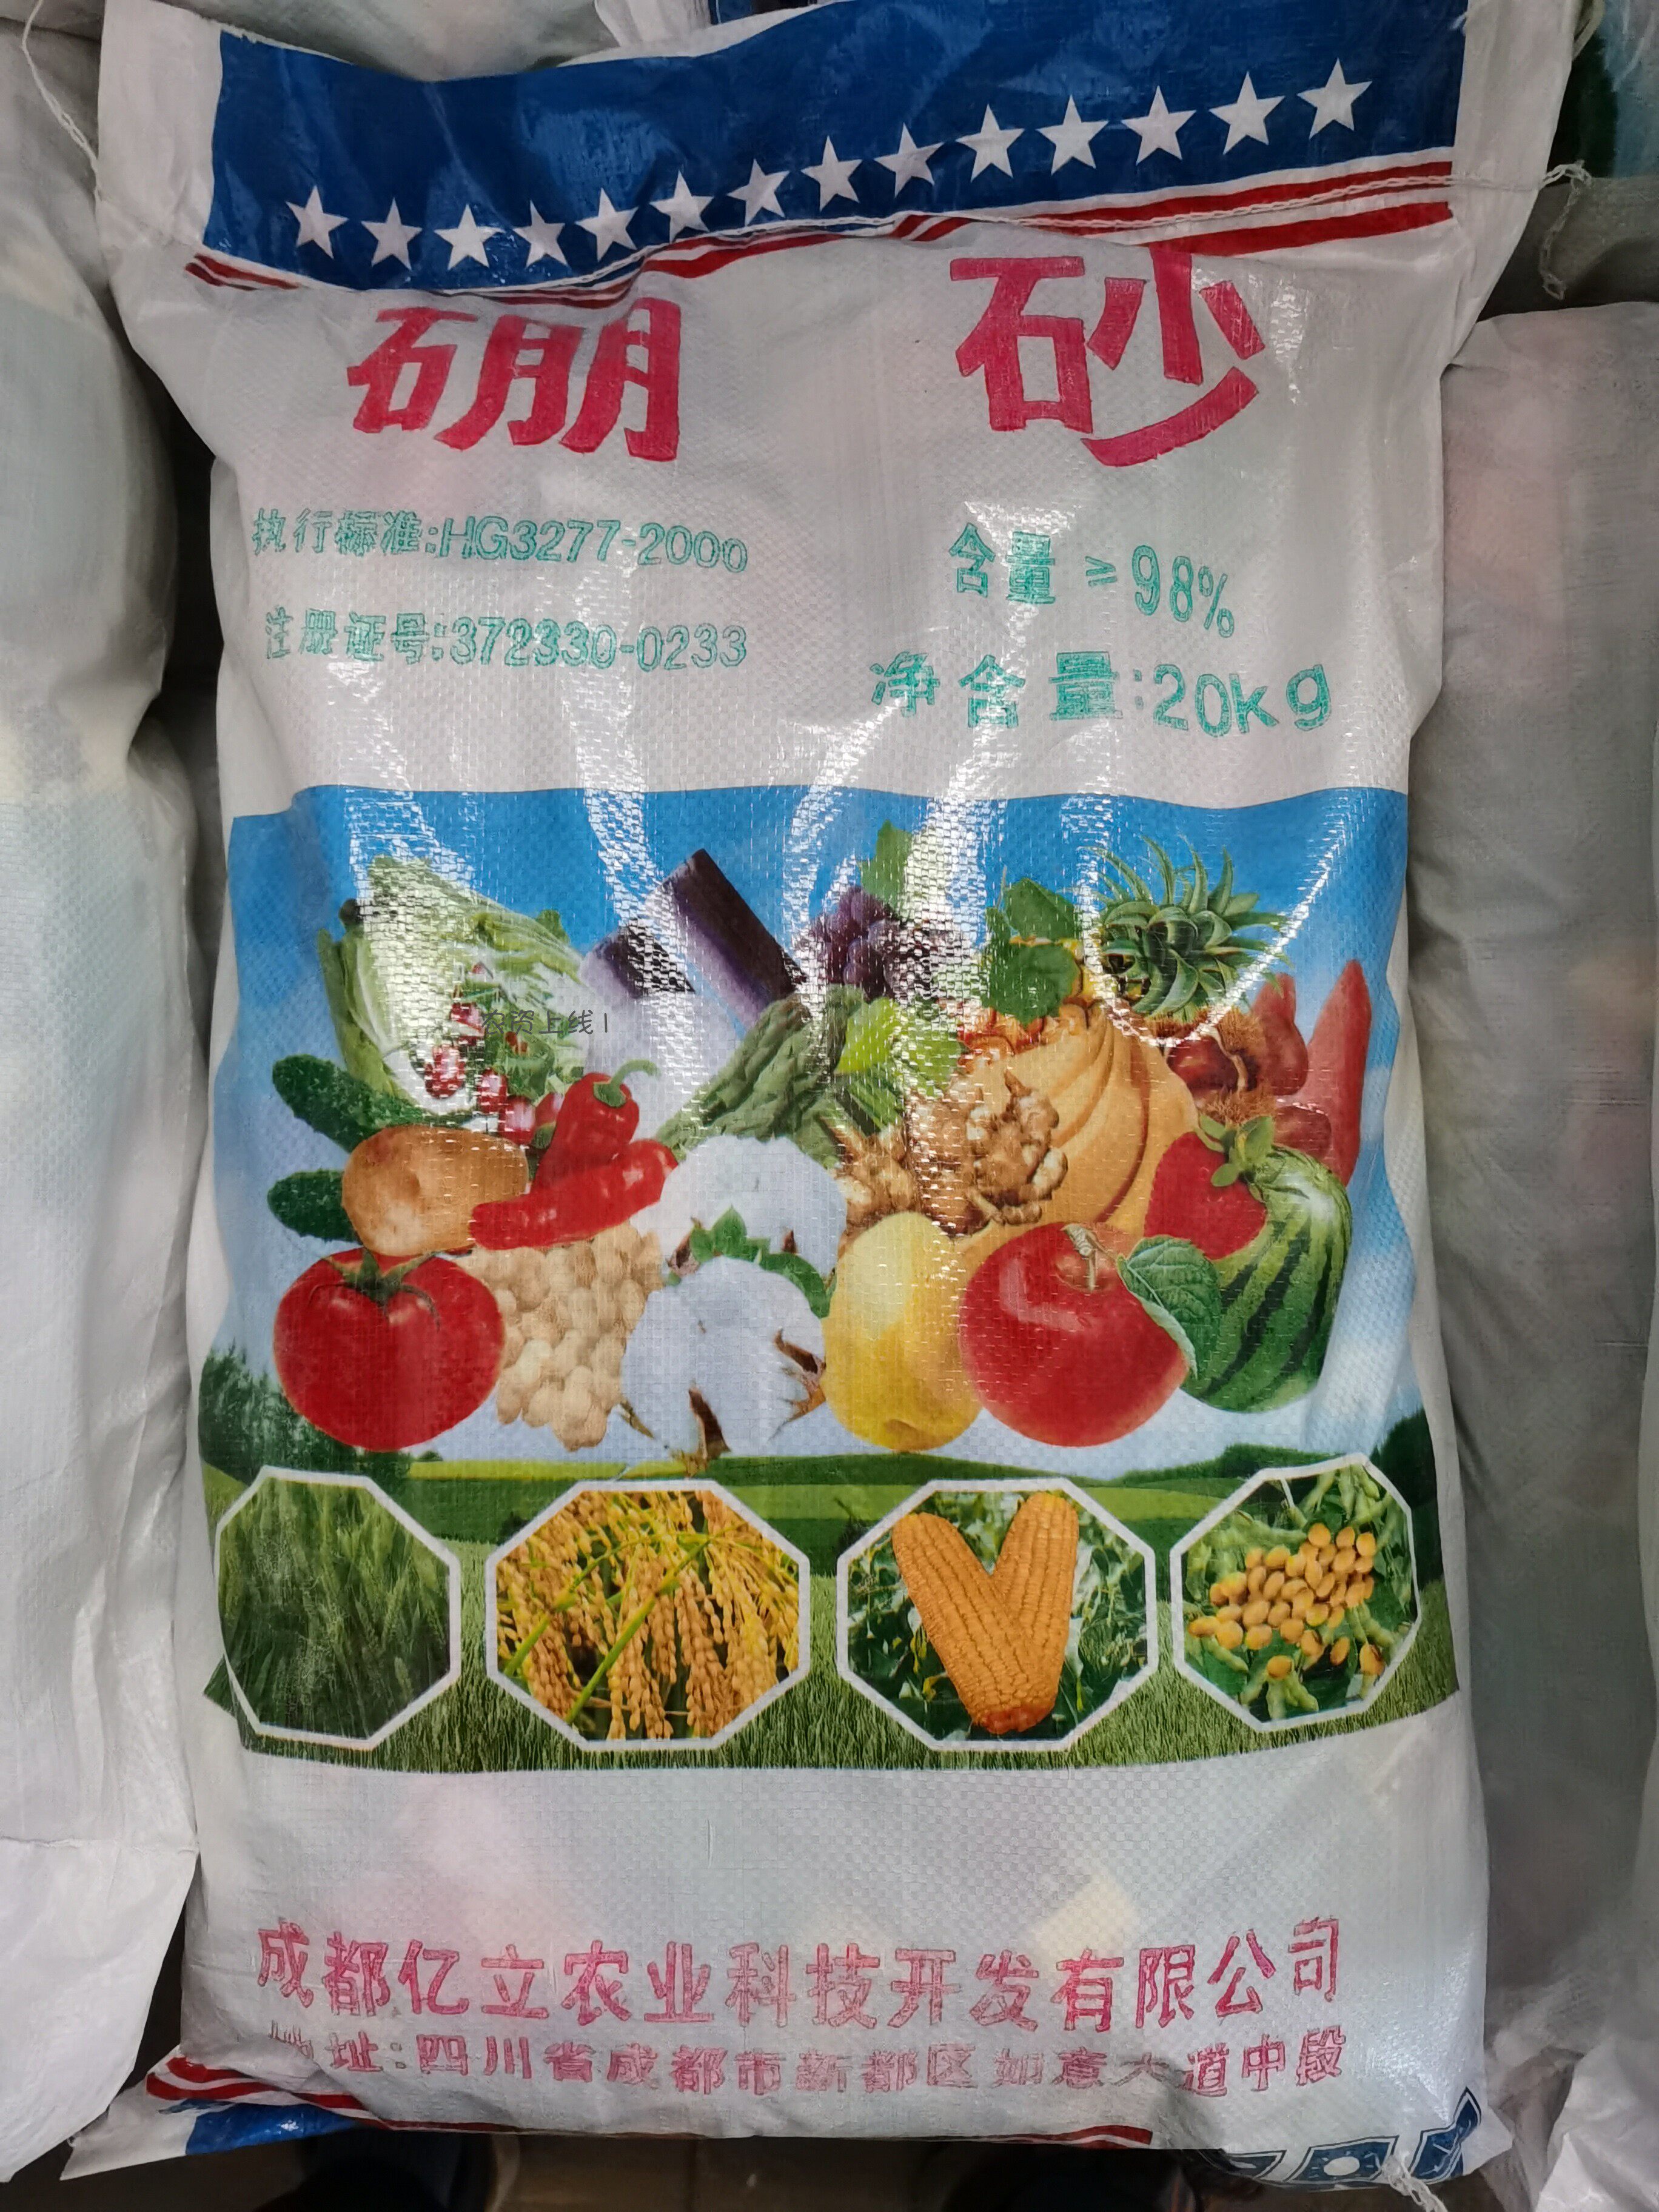 硼 砂
执行标准:HG3277-2000
含量 ≥98%
注册证号:372330-0233
净含量:20kg
农资上线
成都亿立农业科技开发有限公司
地址:四川省成都市新都区如意大道中段